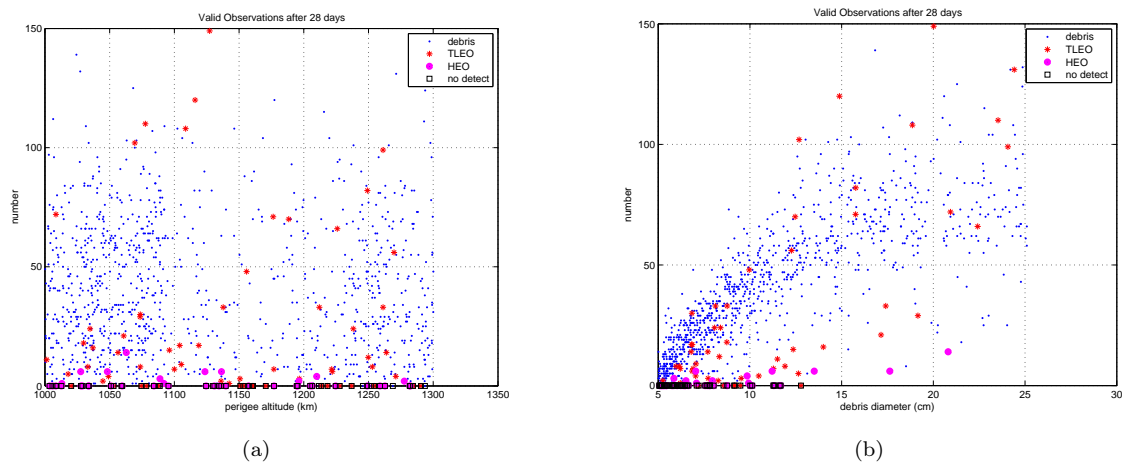 Valid Observations after 28 days
150
100
50
0
number
1000
1050
1100
1150
1200
1250
1300
1350
perigee altitude (km)
debris
TLEO
HEO
no detect
(a)
Valid Observations after 28 days
150
100
50
0
number
5
10
15
20
25
30
debris diameter (cm)
debris
TLEO
HEO
no detect
(b)